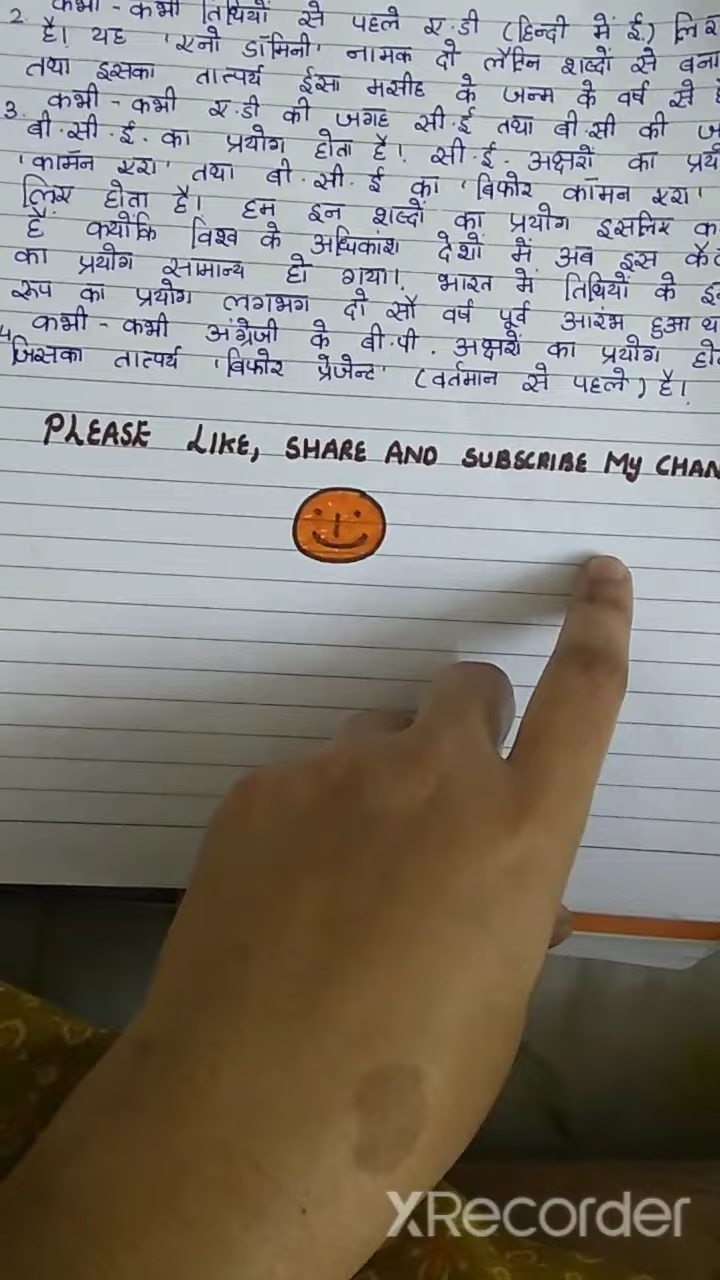 2. कभी-कभी तिथियों से पहले ए.डी (हिन्दी में ई.)
है। यह 'एनो डॉमिनी' नामक दो लैटिन शब्दों से बना
तथा इसका तात्पर्य ईसा मसीह के जन्म के वर्ष से
3. कभी-कभी ए.डी की जगह सी.ई तथा बी.सी की
बी.सी.ई. का प्रयोग होता है। सी.ई. अक्षरों का
'कॉमन एरा' तथा बी.सी.ई का 'बिफोर कॉमन एरा'
लिए होता है। हम इन शब्दों का प्रयोग इसलिए
हैं क्योंकि विश्व के अधिकांश देशों में अब इस
का प्रयोग सामान्य हो गया। भारत में तिथियों के
रूप का प्रयोग लगभग दो सौ वर्ष पूर्व आरंभ हुआ
4. कभी-कभी अंग्रेजी के बी.पी. अक्षरों का प्रयोग
जिसका तात्पर्य 'बिफोर प्रेजेन्ट' (वर्तमान से पहले) है।
PLEASE LIKE, SHARE AND SUBSCRIBE MY CHAN
XRecorder